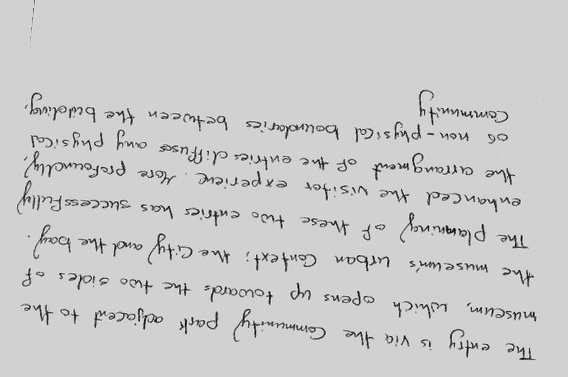 The entry is via the Community park adjacent to the
museum, which opens up towards the two sides of
the museum's urban Context; the City and the bay.
The planning of these two entries has successfully
enhanced the visitor experiene. More profoundly,
the arrangment of the entries diffuses any physical
or non-physical boundaries between the building,
Community